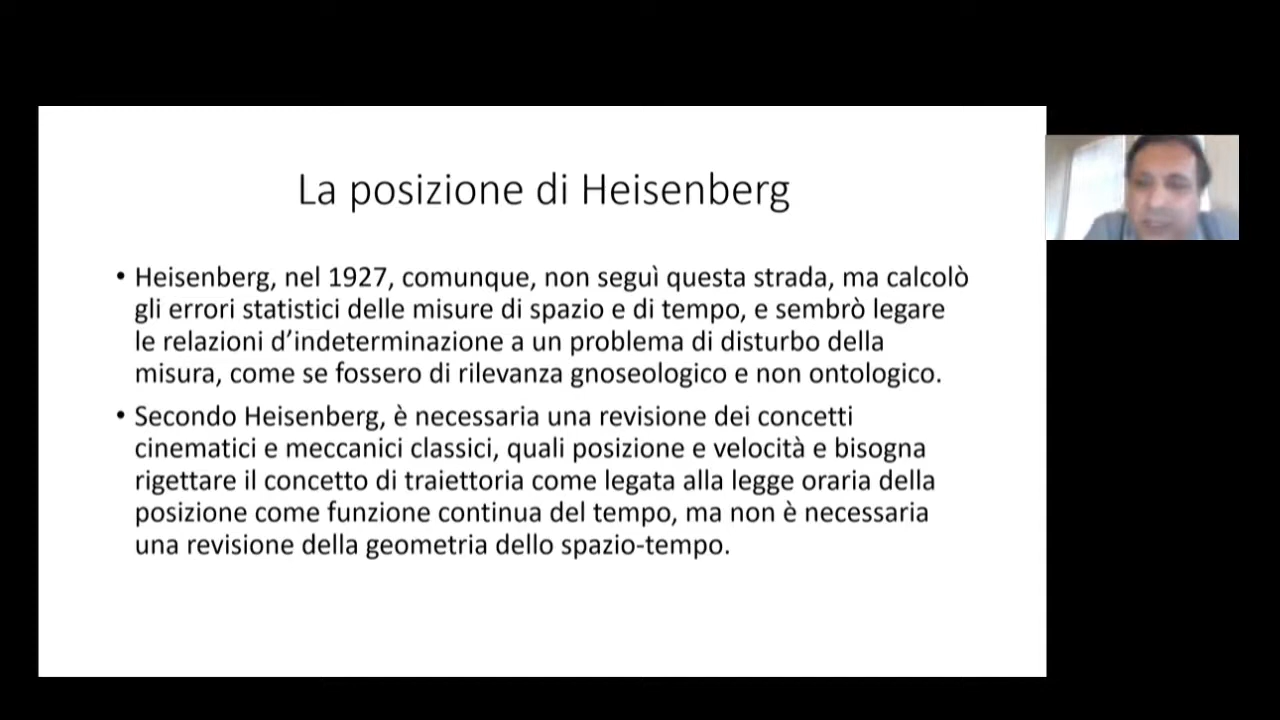 La posizione di Heisenberg
• Heisenberg, nel 1927, comunque, non seguì questa strada, ma calcolò
gli errori statistici delle misure di spazio e di tempo, e sembrò legare
le relazioni d’indeterminazione a un problema di disturbo della
misura, come se fossero di rilevanza gnoseologico e non ontologico.
• Secondo Heisenberg, è necessaria una revisione dei concetti
cinematici e meccanici classici, quali posizione e velocità e bisogna
rigettare il concetto di traiettoria come legata alla legge oraria della
posizione come funzione continua del tempo, ma non è necessaria
una revisione della geometria dello spazio-tempo.